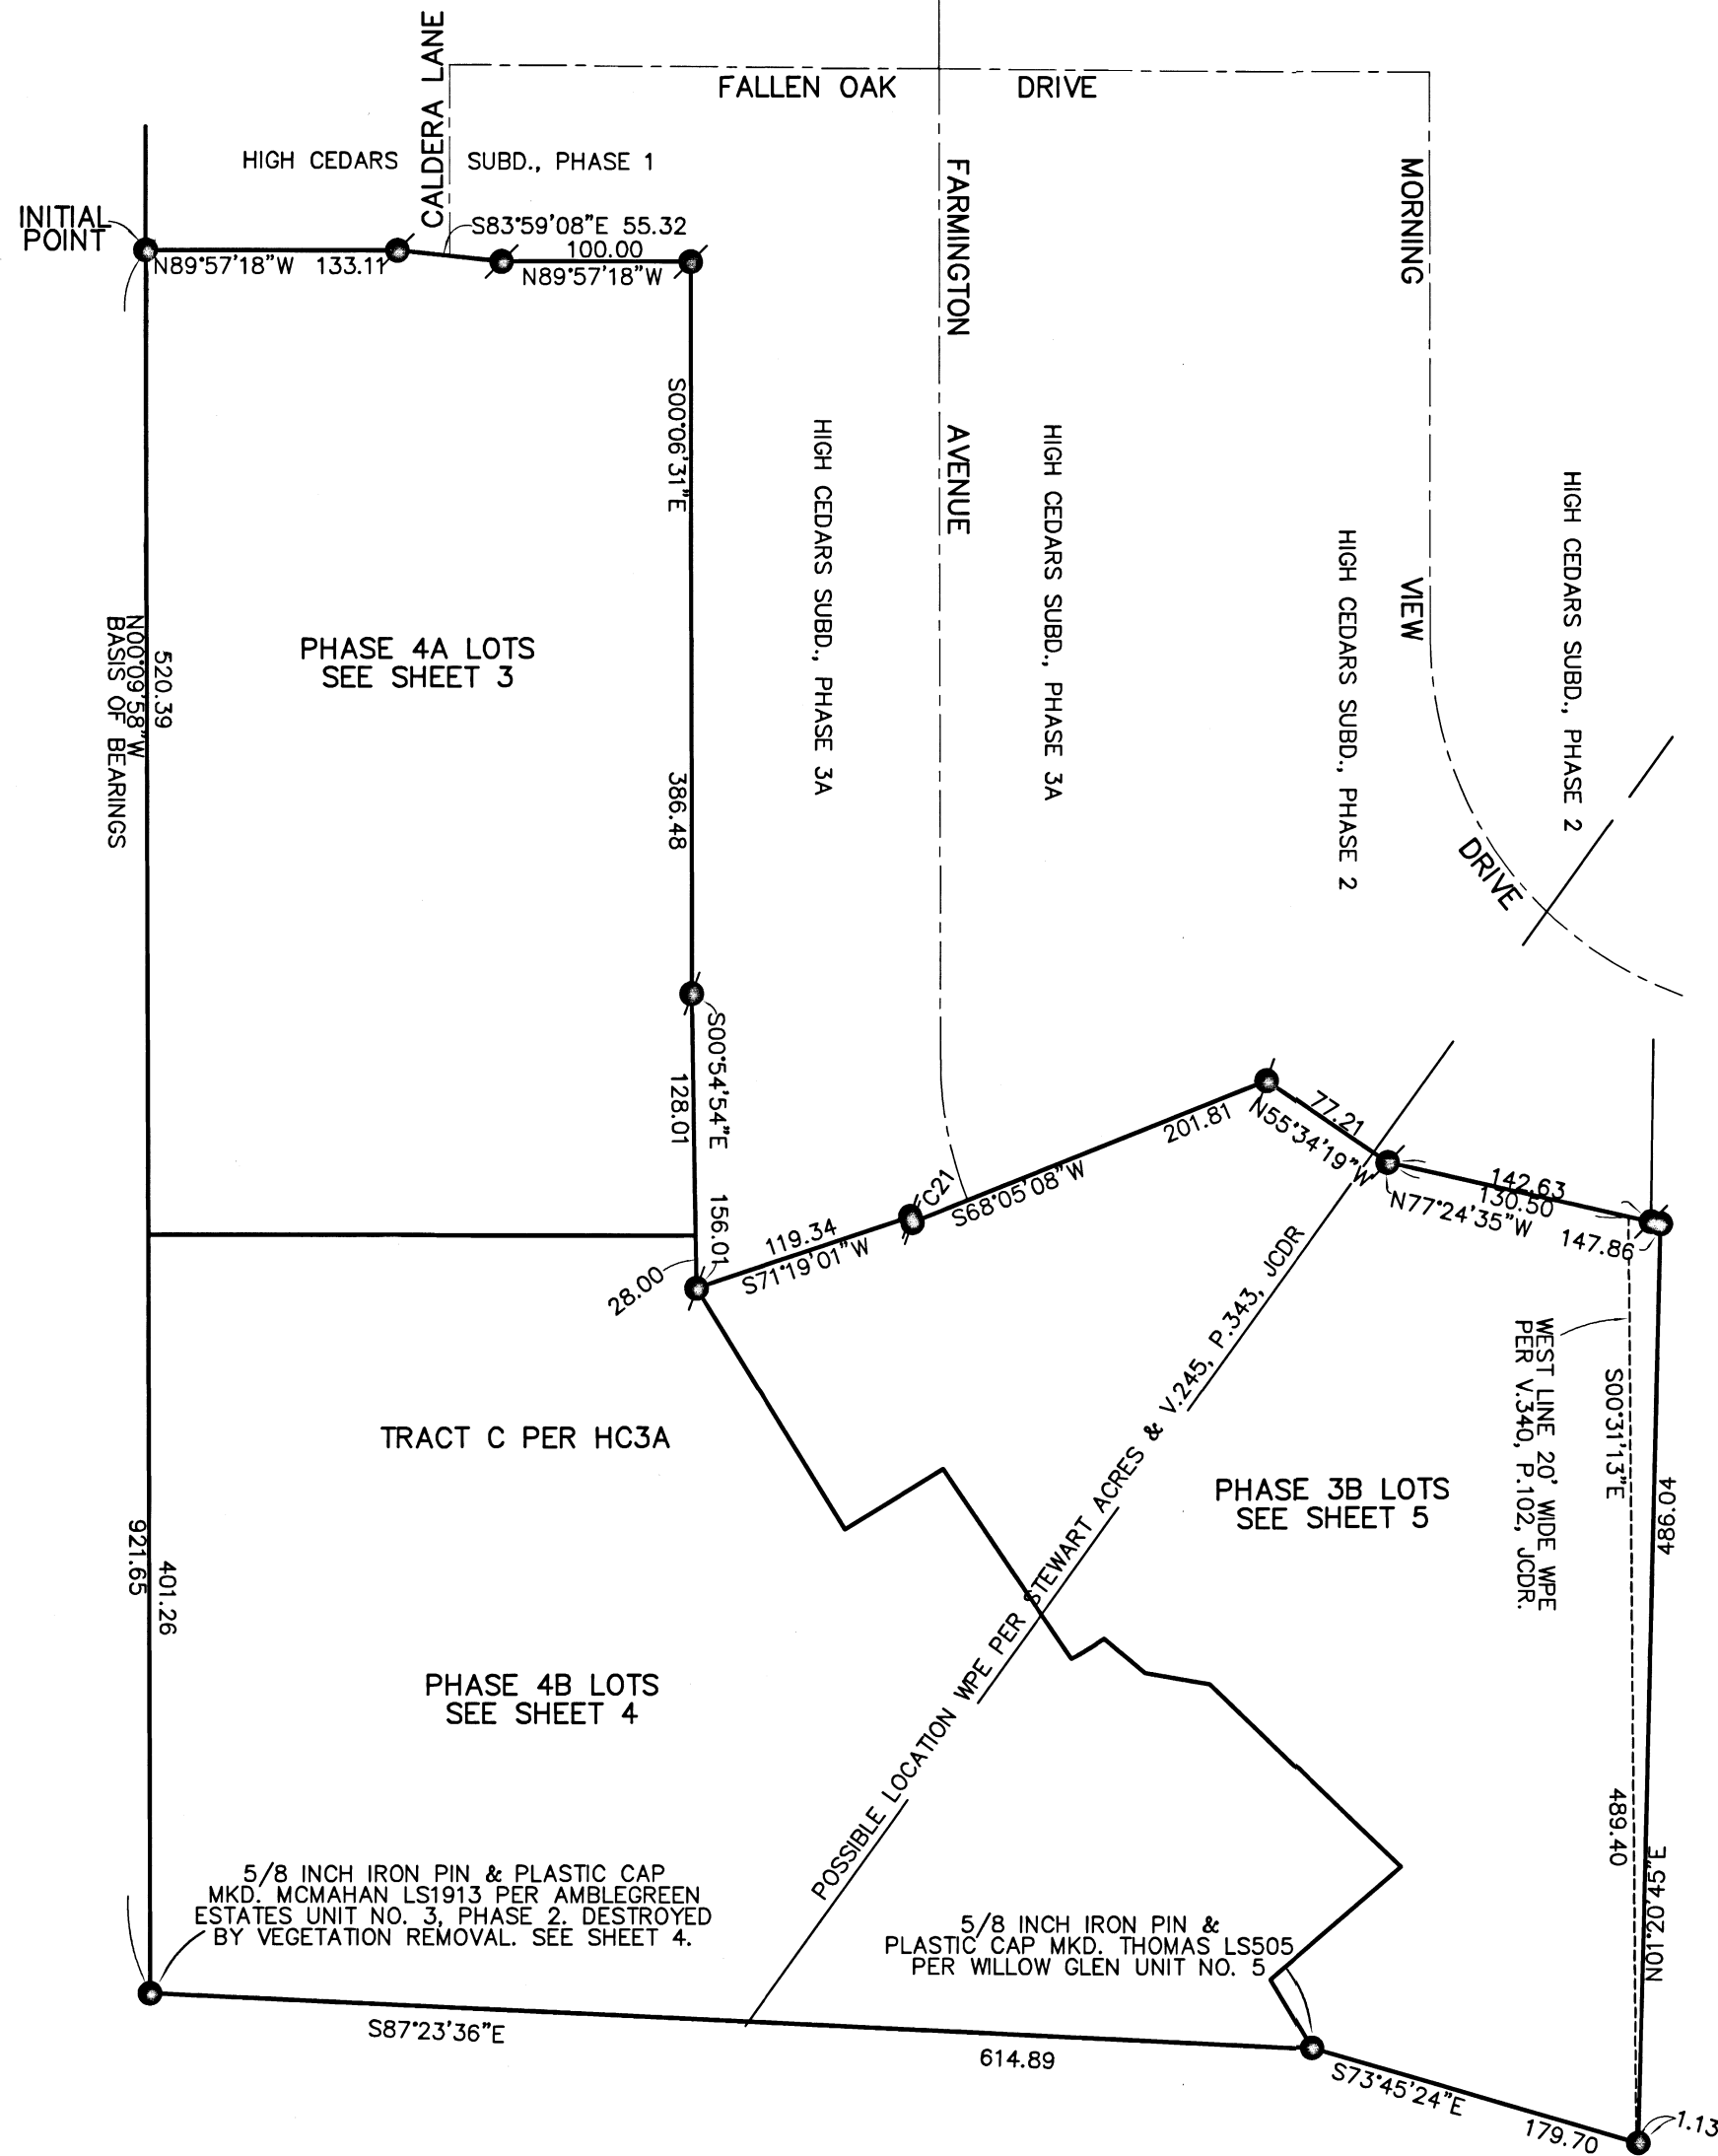 CALDERA LANE
FALLEN OAK DRIVE
HIGH CEDARS SUBD., PHASE 1
INITIAL
POINT
S83°59'08"E 55.32
100.00
N89°57'18"W 133.11
N89°57'18"W
FARMINGTON AVENUE
MORNING VIEW DRIVE
S00°06'31"E 386.48
HIGH CEDARS SUBD., PHASE 3A
HIGH CEDARS SUBD., PHASE 3A
HIGH CEDARS SUBD., PHASE 2
HIGH CEDARS SUBD., PHASE 2
520.39
N00°09'58"W
BASIS OF BEARINGS
PHASE 4A LOTS
SEE SHEET 3
S00°54'54"E
128.01
156.01
28.00
119.34
S71°19'01"W
C21
201.81
S68°05'08"W
77.21
N55°34'19"W
142.63
130.50
N77°24'35"W
147.86
WEST LINE 20' WIDE WPE
PER V.340, P.102, JCDR.
S00°31'13"E
486.04
489.40
N01°20'45"E
TRACT C PER HC3A
PHASE 3B LOTS
SEE SHEET 5
POSSIBLE LOCATION WPE PER STEWART ACRES & V.245, P.343, JCDR
921.65
401.26
PHASE 4B LOTS
SEE SHEET 4
5/8 INCH IRON PIN & PLASTIC CAP
MKD. MCMAHAN LS1913 PER AMBLEGREEN
ESTATES UNIT NO. 3, PHASE 2. DESTROYED
BY VEGETATION REMOVAL. SEE SHEET 4.
5/8 INCH IRON PIN &
PLASTIC CAP MKD. THOMAS LS505
PER WILLOW GLEN UNIT NO. 5
S87°23'36"E
614.89
S73°45'24"E
179.70
1.13